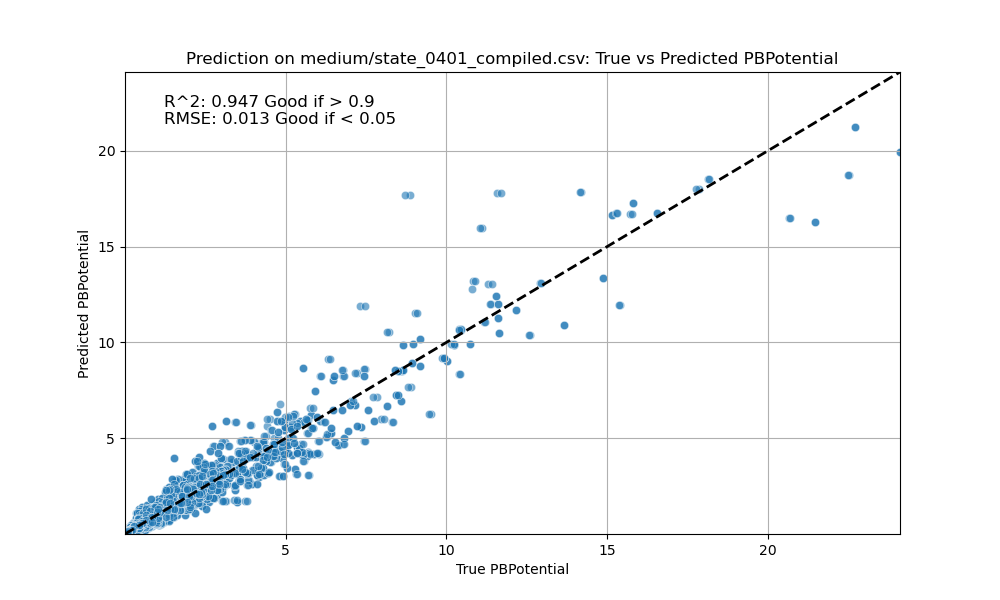 Prediction on medium/state_0401_compiled.csv: True vs Predicted PBPotential
R^2: 0.947 Good if > 0.9
RMSE: 0.013 Good if < 0.05
20
15
10
5
Predicted PBPotential
5
10
15
20
True PBPotential